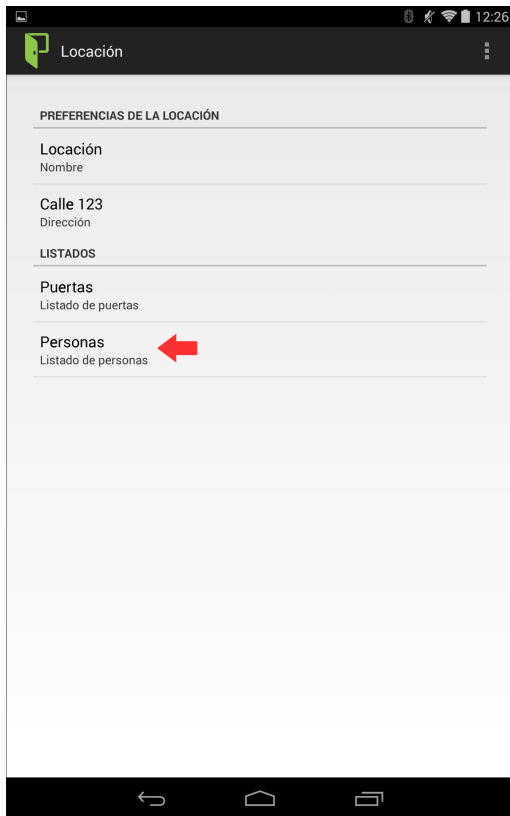 12:26
Locación
PREFERENCIAS DE LA LOCACIÓN
Locación
Nombre
Calle 123
Dirección
LISTADOS
Puertas
Listado de puertas
Personas
Listado de personas